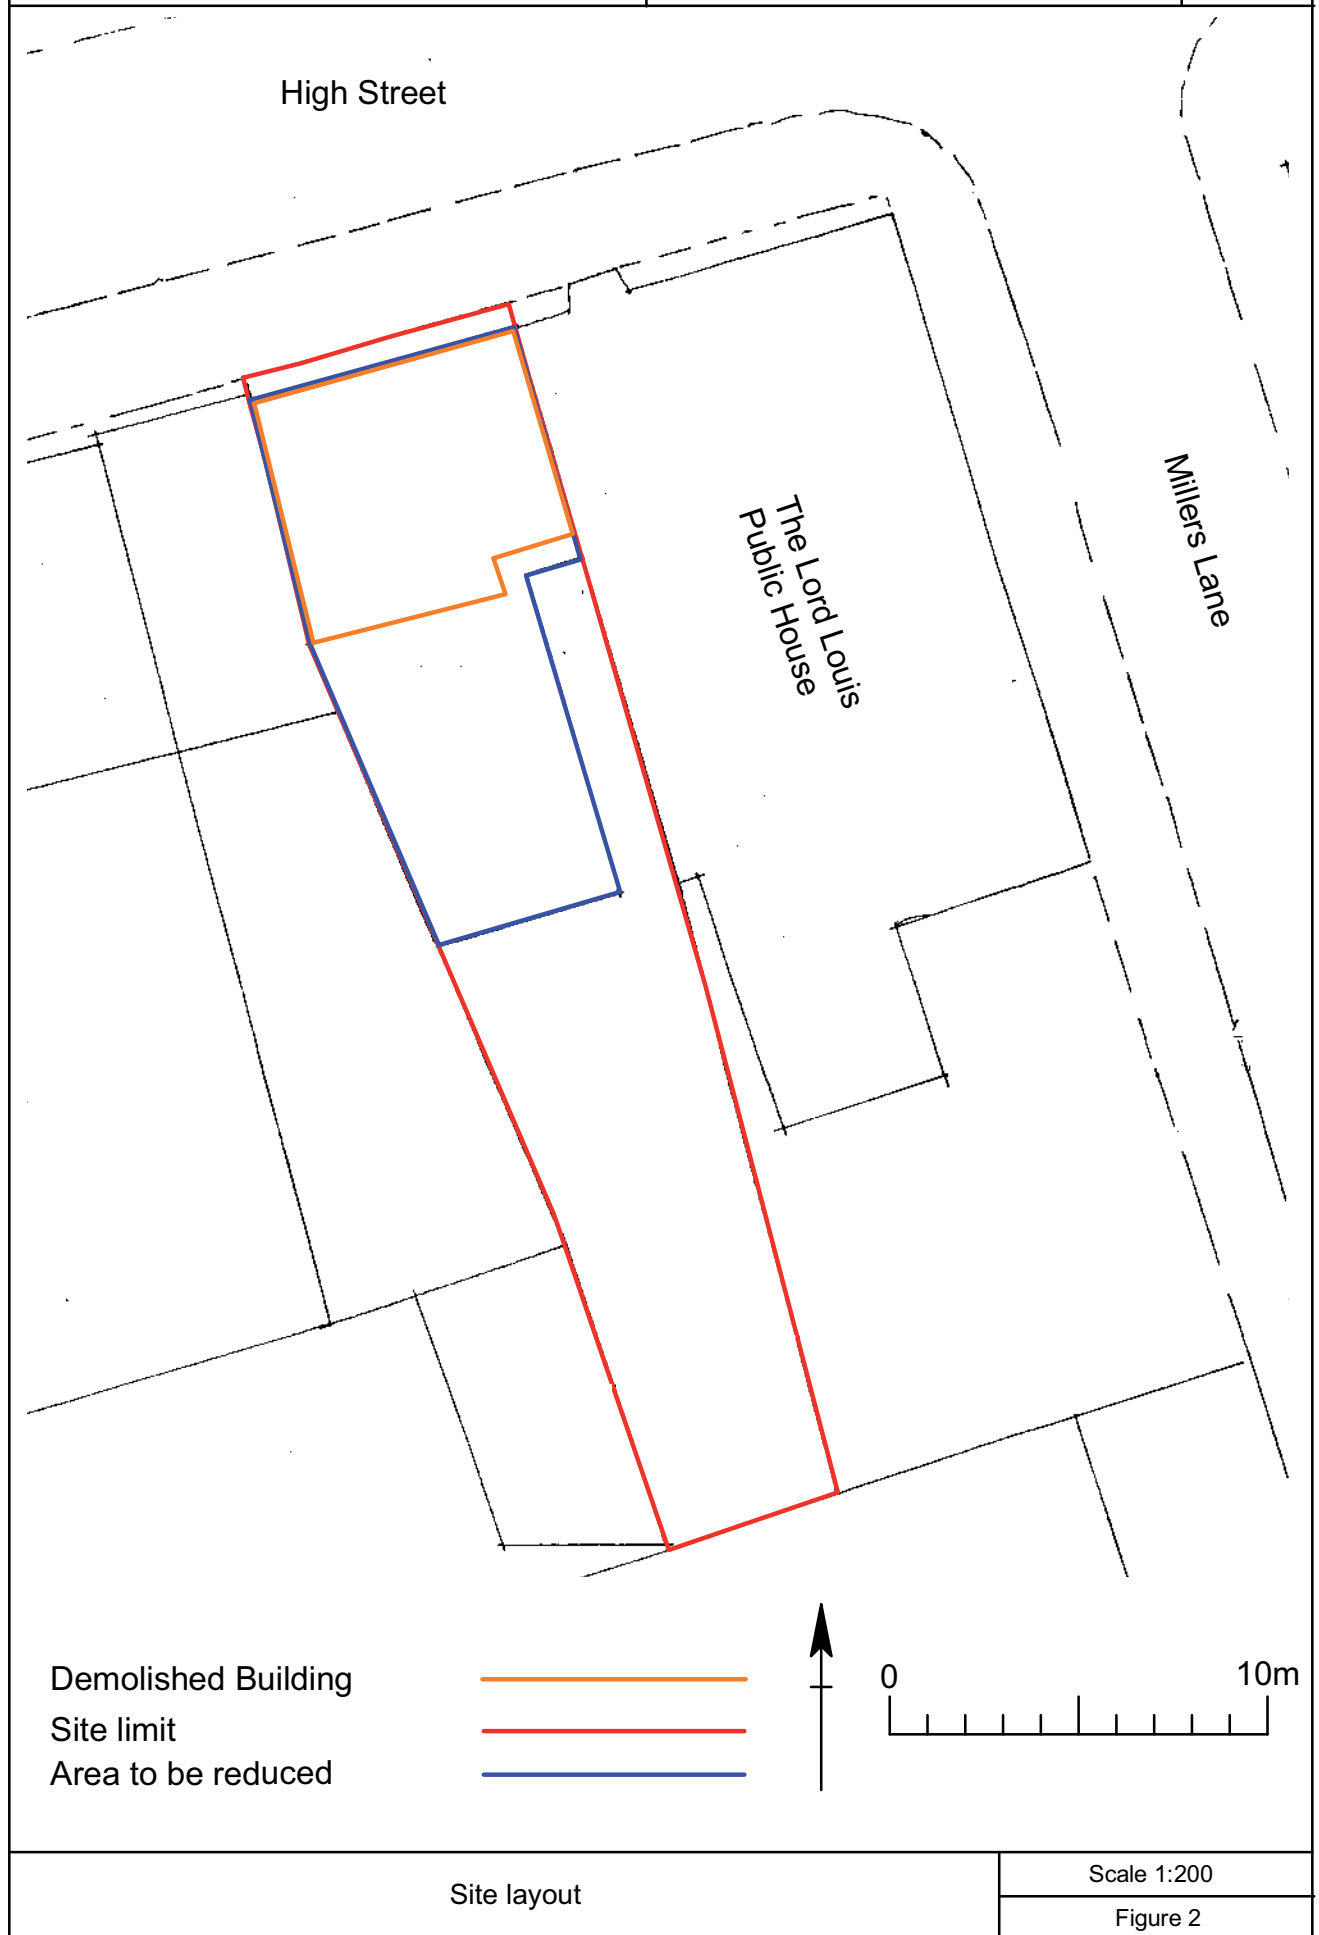 High Street
Millers Lane
The Lord Louis
Public House
Demolished Building
Site limit
Area to be reduced
0
10m
Site layout
Scale 1:200
Figure 2